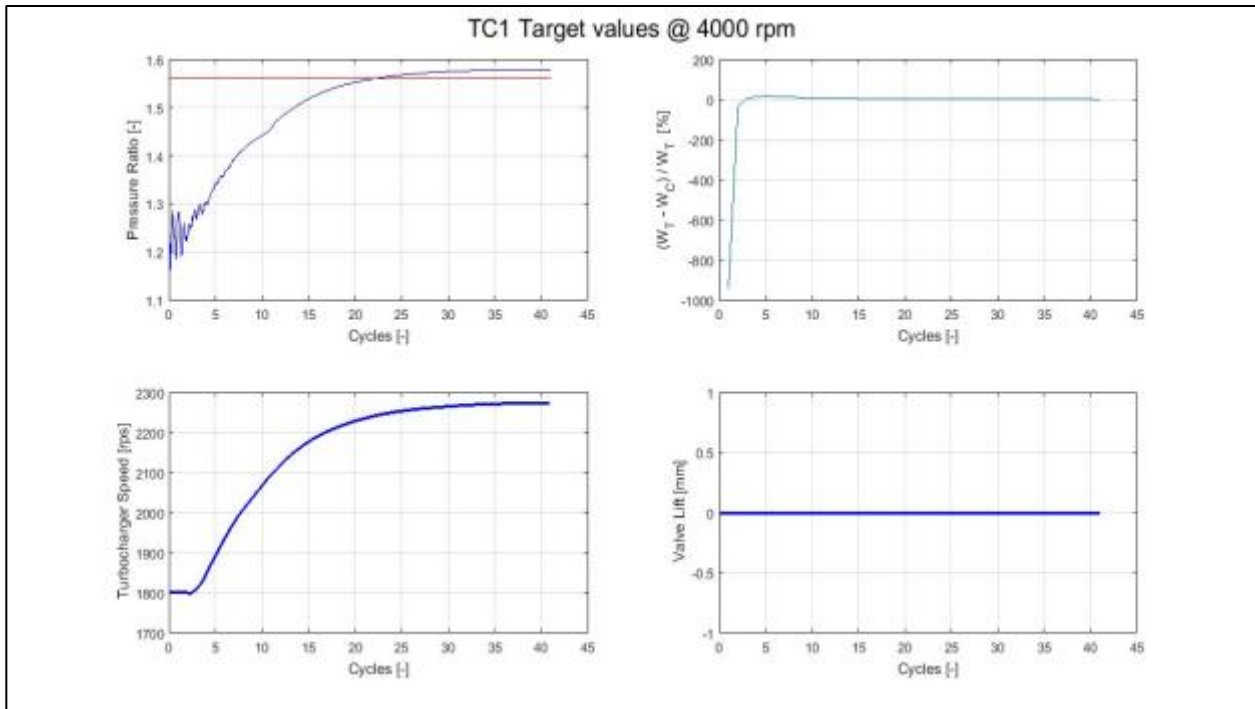 TC1 Target values @ 4000 rpm
1.6
1.5
1.4
1.3
1.2
1.1
Pressure Ratio [-]
0 5 10 15 20 25 30 35 40 45
Cycles [-]
200
0
-200
-400
-600
-800
-1000
(W_T - W_C) / W_T [%]
0 5 10 15 20 25 30 35 40 45
Cycles [-]
2300
2200
2100
2000
1900
1800
1700
Turbocharger Speed [rps]
0 5 10 15 20 25 30 35 40 45
Cycles [-]
1
0.5
0
-0.5
-1
Valve Lift [mm]
0 5 10 15 20 25 30 35 40 45
Cycles [-]